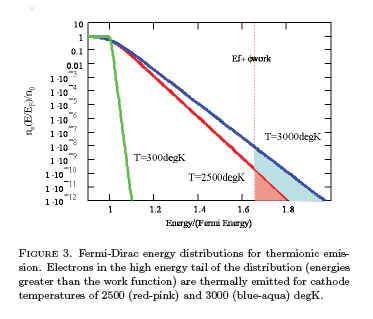 10
1
0.1
0.01
1·10⁻³
1·10⁻⁴
1·10⁻⁵
1·10⁻⁶
1·10⁻⁷
1·10⁻⁸
1·10⁻⁹
1·10⁻¹⁰
1·10⁻¹¹
1·10⁻¹²
nₑ(E/E_F)/n₀
Ef+ φwork
T=3000degK
T=300degK
T=2500degK
1 1.2 1.4 1.6 1.8
Energy/(Fermi Energy)
FIGURE 3. Fermi-Dirac energy distributions for thermionic emis-
sion. Electrons in the high energy tail of the distribution (energies
greater than the work function) are thermally emitted for cathode
temperatures of 2500 (red-pink) and 3000 (blue-aqua) degK.